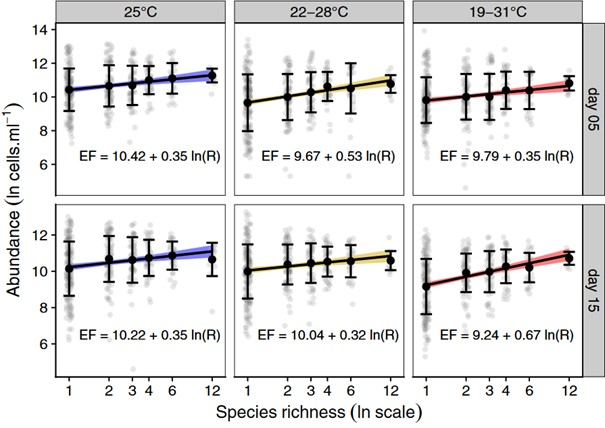 25°C 22−28°C 19−31°C
14
12
10
8
6
EF = 10.42 + 0.35 ln(R) EF = 9.67 + 0.53 ln(R) EF = 9.79 + 0.35 ln(R)
day 05
12
10
8
6
EF = 10.22 + 0.35 ln(R) EF = 10.04 + 0.32 ln(R) EF = 9.24 + 0.67 ln(R)
day 15
1 2 3 4 6 12 1 2 3 4 6 12 1 2 3 4 6 12
Species richness (ln scale)
Abundance (ln cells.ml⁻¹)